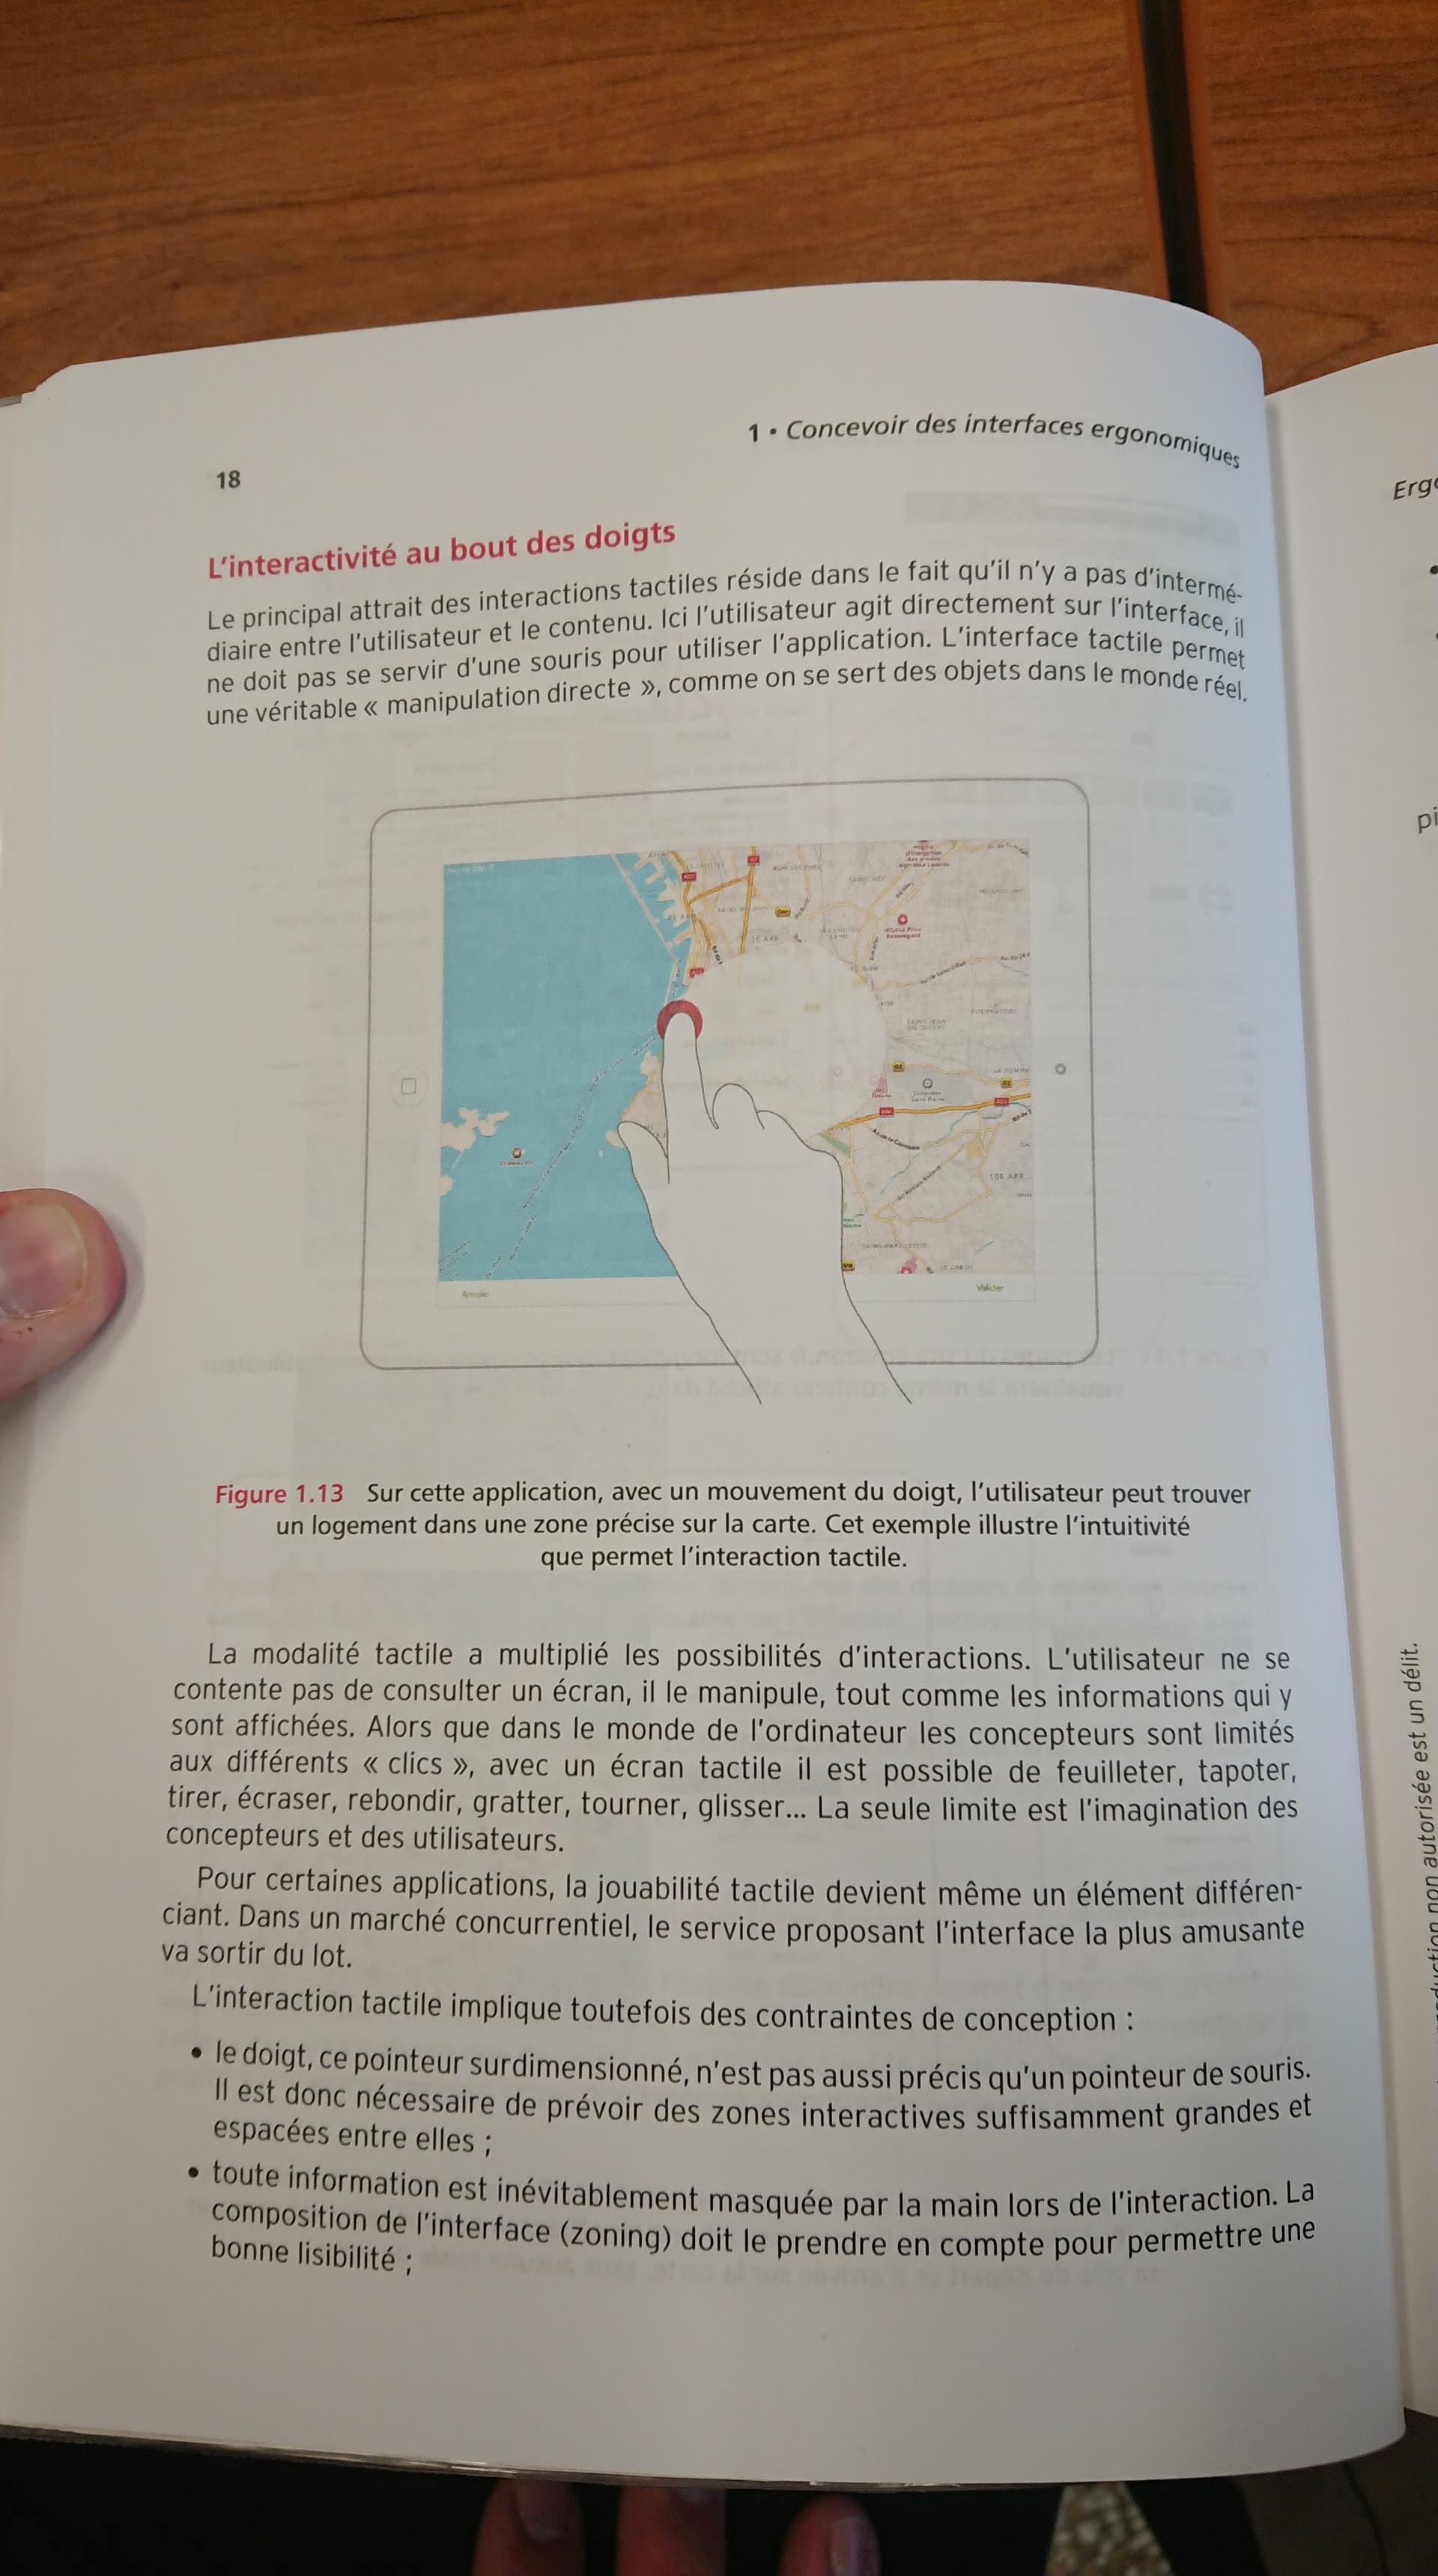 1 • Concevoir des interfaces ergonomiques
18
L'interactivité au bout des doigts
Le principal attrait des interactions tactiles réside dans le fait qu'il n'y a pas d'intermé-
diaire entre l'utilisateur et le contenu. Ici l'utilisateur agit directement sur l'interface, il
ne doit pas se servir d'une souris pour utiliser l'application. L'interface tactile permet
une véritable « manipulation directe », comme on se sert des objets dans le monde réel.
Annuler
Valider
Figure 1.13 Sur cette application, avec un mouvement du doigt, l'utilisateur peut trouver
un logement dans une zone précise sur la carte. Cet exemple illustre l'intuitivité
que permet l'interaction tactile.
La modalité tactile a multiplié les possibilités d'interactions. L'utilisateur ne se
contente pas de consulter un écran, il le manipule, tout comme les informations qui y
sont affichées. Alors que dans le monde de l'ordinateur les concepteurs sont limités
aux différents « clics », avec un écran tactile il est possible de feuilleter, tapoter,
tirer, écraser, rebondir, gratter, tourner, glisser... La seule limite est l'imagination des
concepteurs et des utilisateurs.
Pour certaines applications, la jouabilité tactile devient même un élément différen-
ciant. Dans un marché concurrentiel, le service proposant l'interface la plus amusante
va sortir du lot.
L'interaction tactile implique toutefois des contraintes de conception :
• le doigt, ce pointeur surdimensionné, n'est pas aussi précis qu'un pointeur de souris.
Il est donc nécessaire de prévoir des zones interactives suffisamment grandes et
espacées entre elles ;
• toute information est inévitablement masquée par la main lors de l'interaction. La
composition de l'interface (zoning) doit le prendre en compte pour permettre une
bonne lisibilité ;
Erg
pi
non autorisée est un délit.